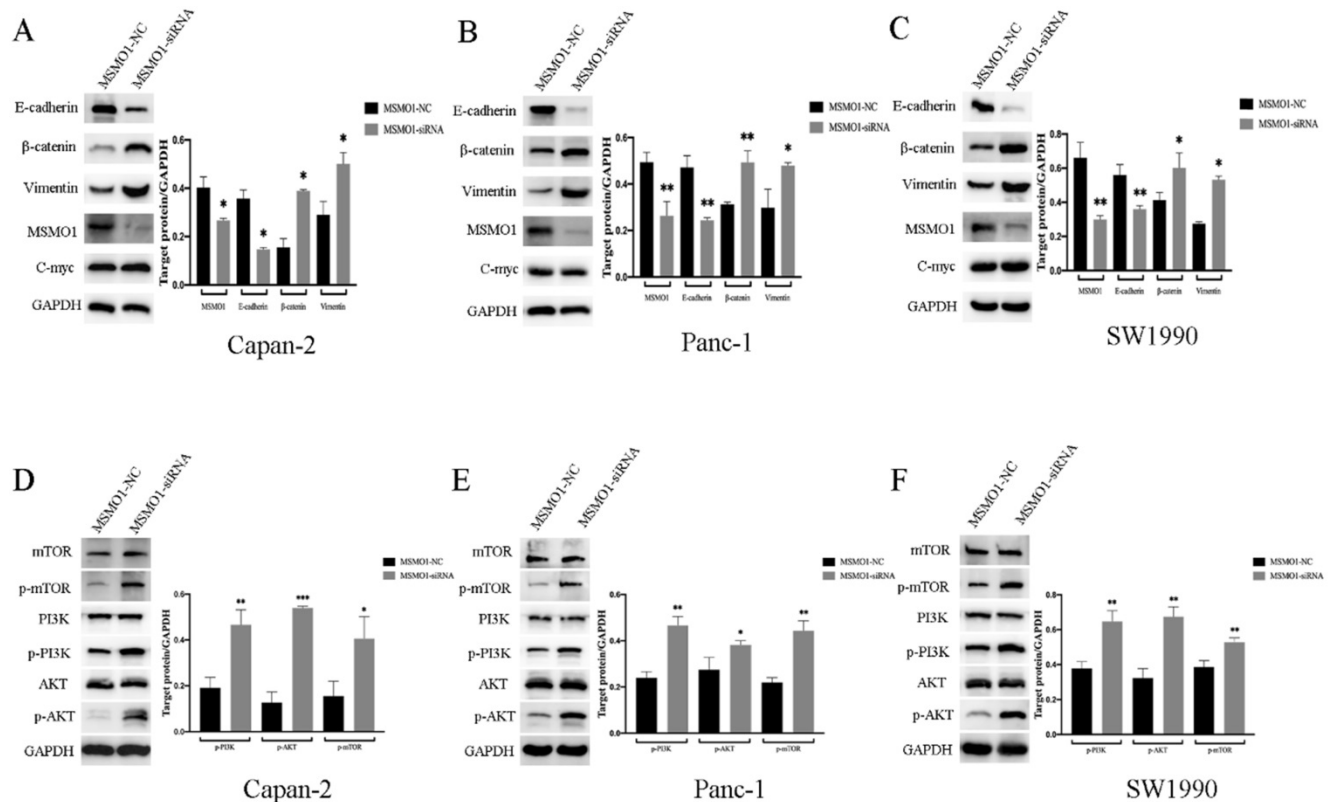 A
MSMO1-NC
MSMO1-siRNA
E-cadherin
β-catenin
Vimentin
MSMO1
C-myc
GAPDH
MSMO1-NC
MSMO1-siRNA
Target protein/GAPDH
0.6
0.4
0.2
0.0
* * * *
MSMO1 E-cadherin β-catenin Vimentin
Capan-2
B
MSMO1-NC
MSMO1-siRNA
E-cadherin
β-catenin
Vimentin
MSMO1
C-myc
GAPDH
MSMO1-NC
MSMO1-siRNA
Target protein/GAPDH
0.6
0.4
0.2
0.0
** ** ** *
MSMO1 E-cadherin β-catenin Vimentin
Panc-1
C
MSMO1-NC
MSMO1-siRNA
E-cadherin
β-catenin
Vimentin
MSMO1
C-myc
GAPDH
MSMO1-NC
MSMO1-siRNA
Target protein/GAPDH
0.8
0.6
0.4
0.2
0.0
** ** * *
MSMO1 E-cadherin β-catenin Vimentin
SW1990
D
MSMO1-NC
MSMO1-siRNA
mTOR
p-mTOR
PI3K
p-PI3K
AKT
p-AKT
GAPDH
MSMO1-NC
MSMO1-siRNA
Target protein/GAPDH
0.6
0.4
0.2
0.0
** *** *
p-PI3K p-AKT p-mTOR
Capan-2
E
MSMO1-NC
MSMO1-siRNA
mTOR
p-mTOR
PI3K
p-PI3K
AKT
p-AKT
GAPDH
MSMO1-NC
MSMO1-siRNA
Target protein/GAPDH
0.6
0.4
0.2
0.0
** * **
p-PI3K p-AKT p-mTOR
Panc-1
F
MSMO1-NC
MSMO1-siRNA
mTOR
p-mTOR
PI3K
p-PI3K
AKT
p-AKT
GAPDH
MSMO1-NC
MSMO1-siRNA
Target protein/GAPDH
0.8
0.6
0.4
0.2
0.0
** ** **
p-PI3K p-AKT p-mTOR
SW1990